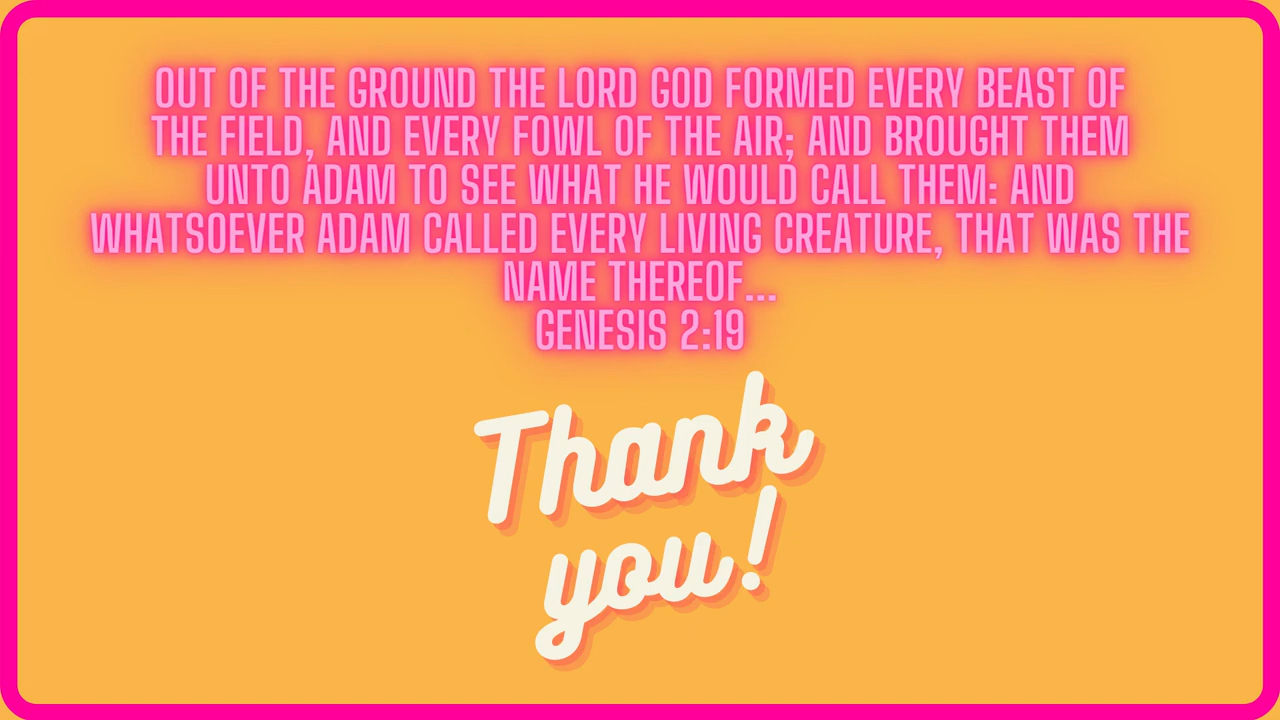 OUT OF THE GROUND THE LORD GOD FORMED EVERY BEAST OF
THE FIELD, AND EVERY FOWL OF THE AIR; AND BROUGHT THEM
UNTO ADAM TO SEE WHAT HE WOULD CALL THEM: AND
WHATSOEVER ADAM CALLED EVERY LIVING CREATURE, THAT WAS THE
NAME THEREOF...
GENESIS 2:19
Thank
you!